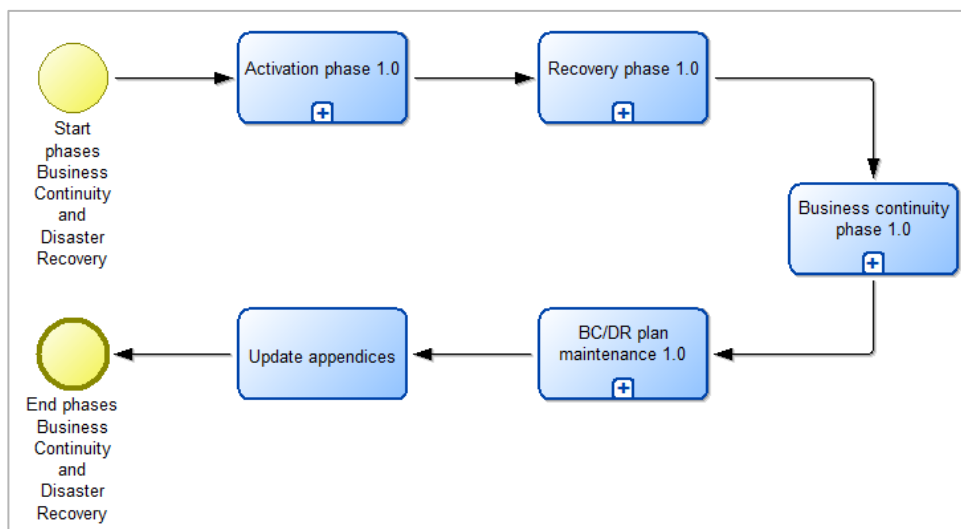 Start
phases
Business
Continuity
and
Disaster
Recovery
Activation phase 1.0
Recovery phase 1.0
Business continuity
phase 1.0
BC/DR plan
maintenance 1.0
Update appendices
End phases
Business
Continuity
and
Disaster
Recovery